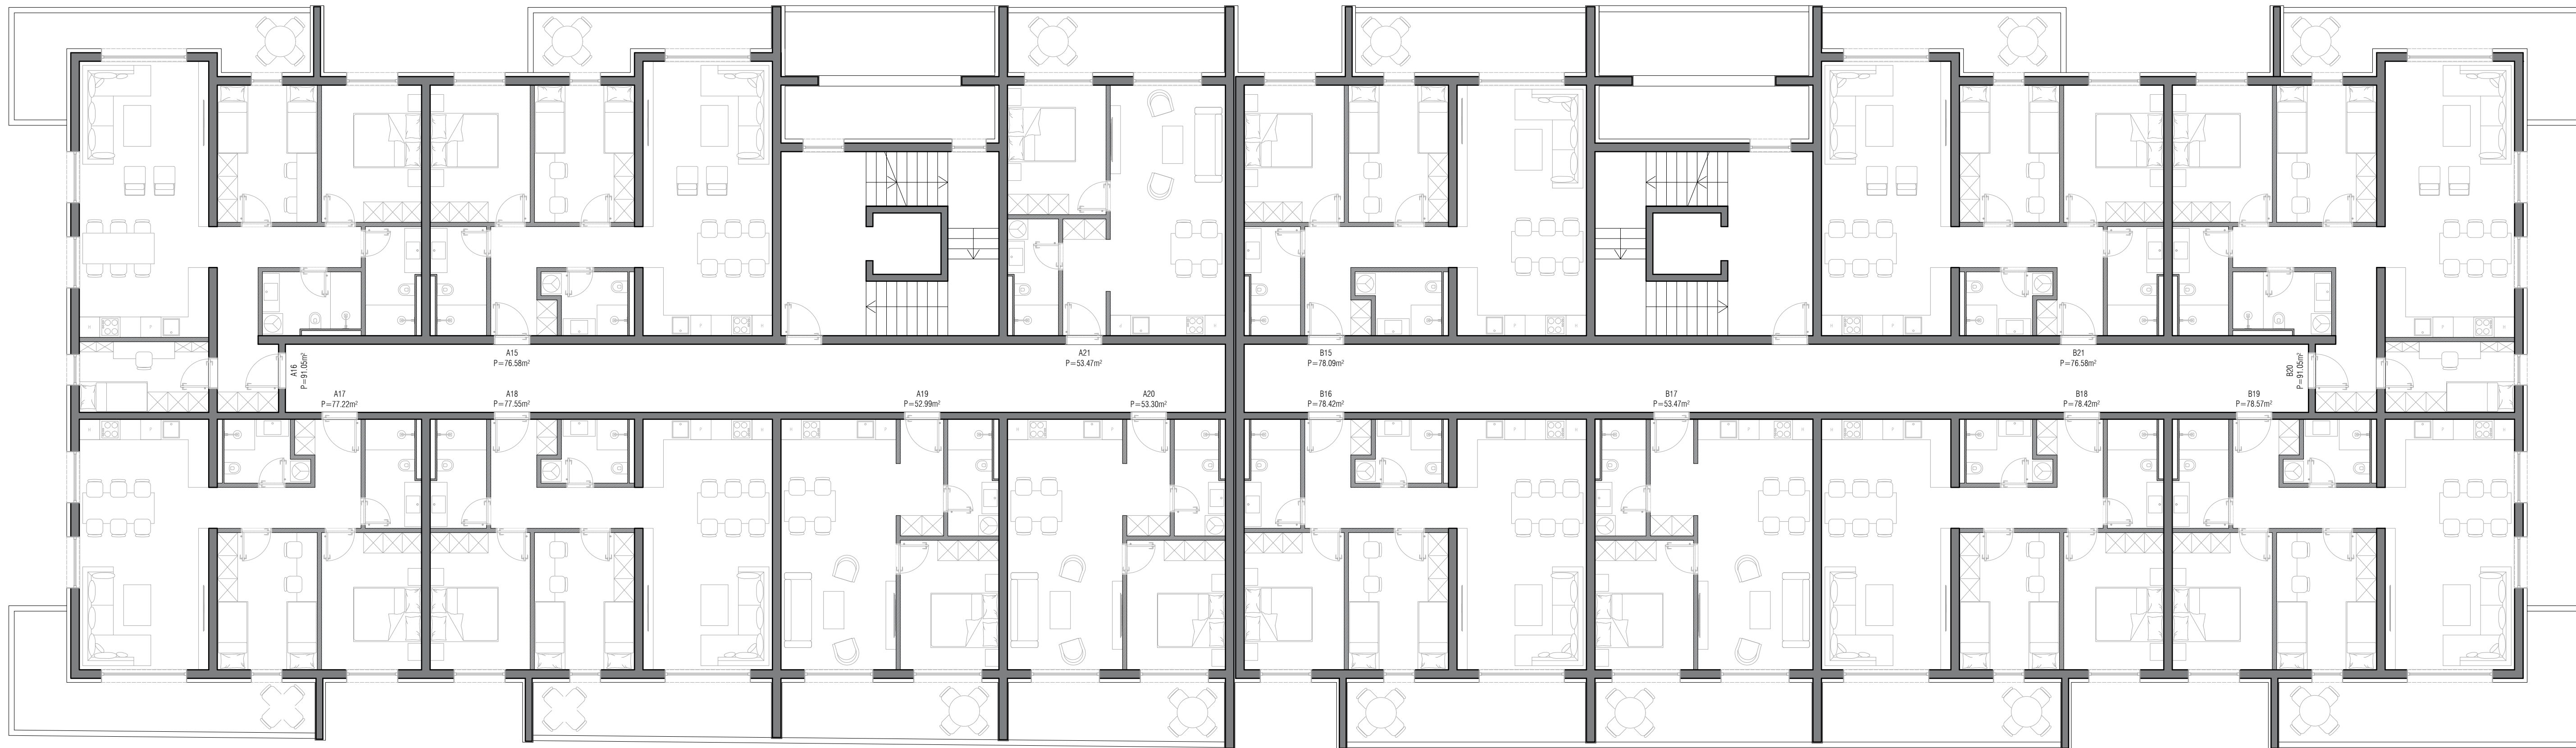 A15
P=76.58m²
A21
P=53.47m²
B15
P=78.09m²
B21
P=76.58m²
A16
P=91.05m²
B20
P=91.05m²
A17
P=77.22m²
A18
P=77.55m²
A19
P=52.99m²
A20
P=53.30m²
B16
P=78.42m²
B17
P=53.47m²
B18
P=78.42m²
B19
P=78.57m²